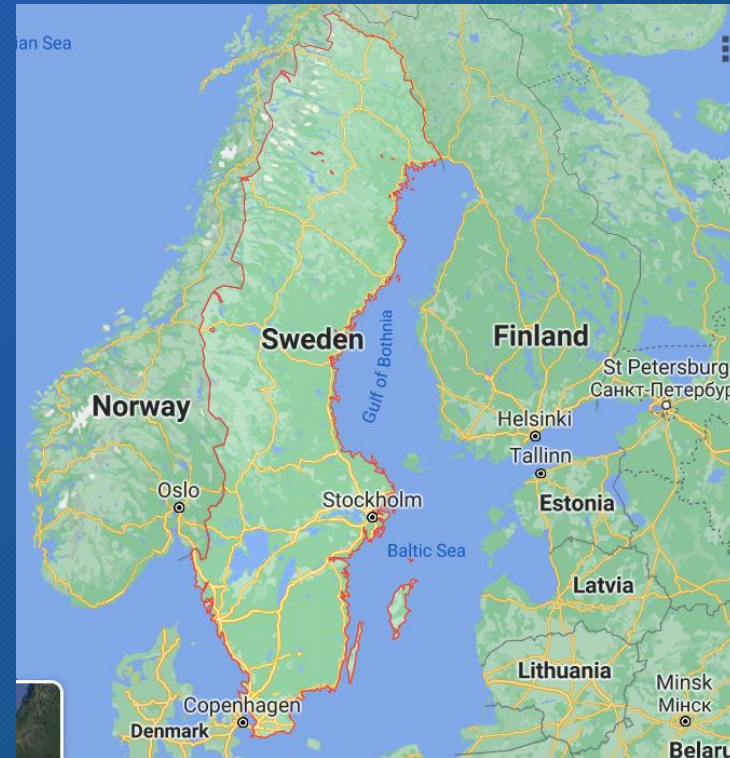 ian Sea
Sweden
Finland
Gulf of Bothnia
St Petersburg
Санкт-Петербур
Norway
Helsinki
Tallinn
Oslo
Stockholm
Estonia
Baltic Sea
Latvia
Lithuania
Minsk
Мінск
Copenhagen
Denmark
Belaru